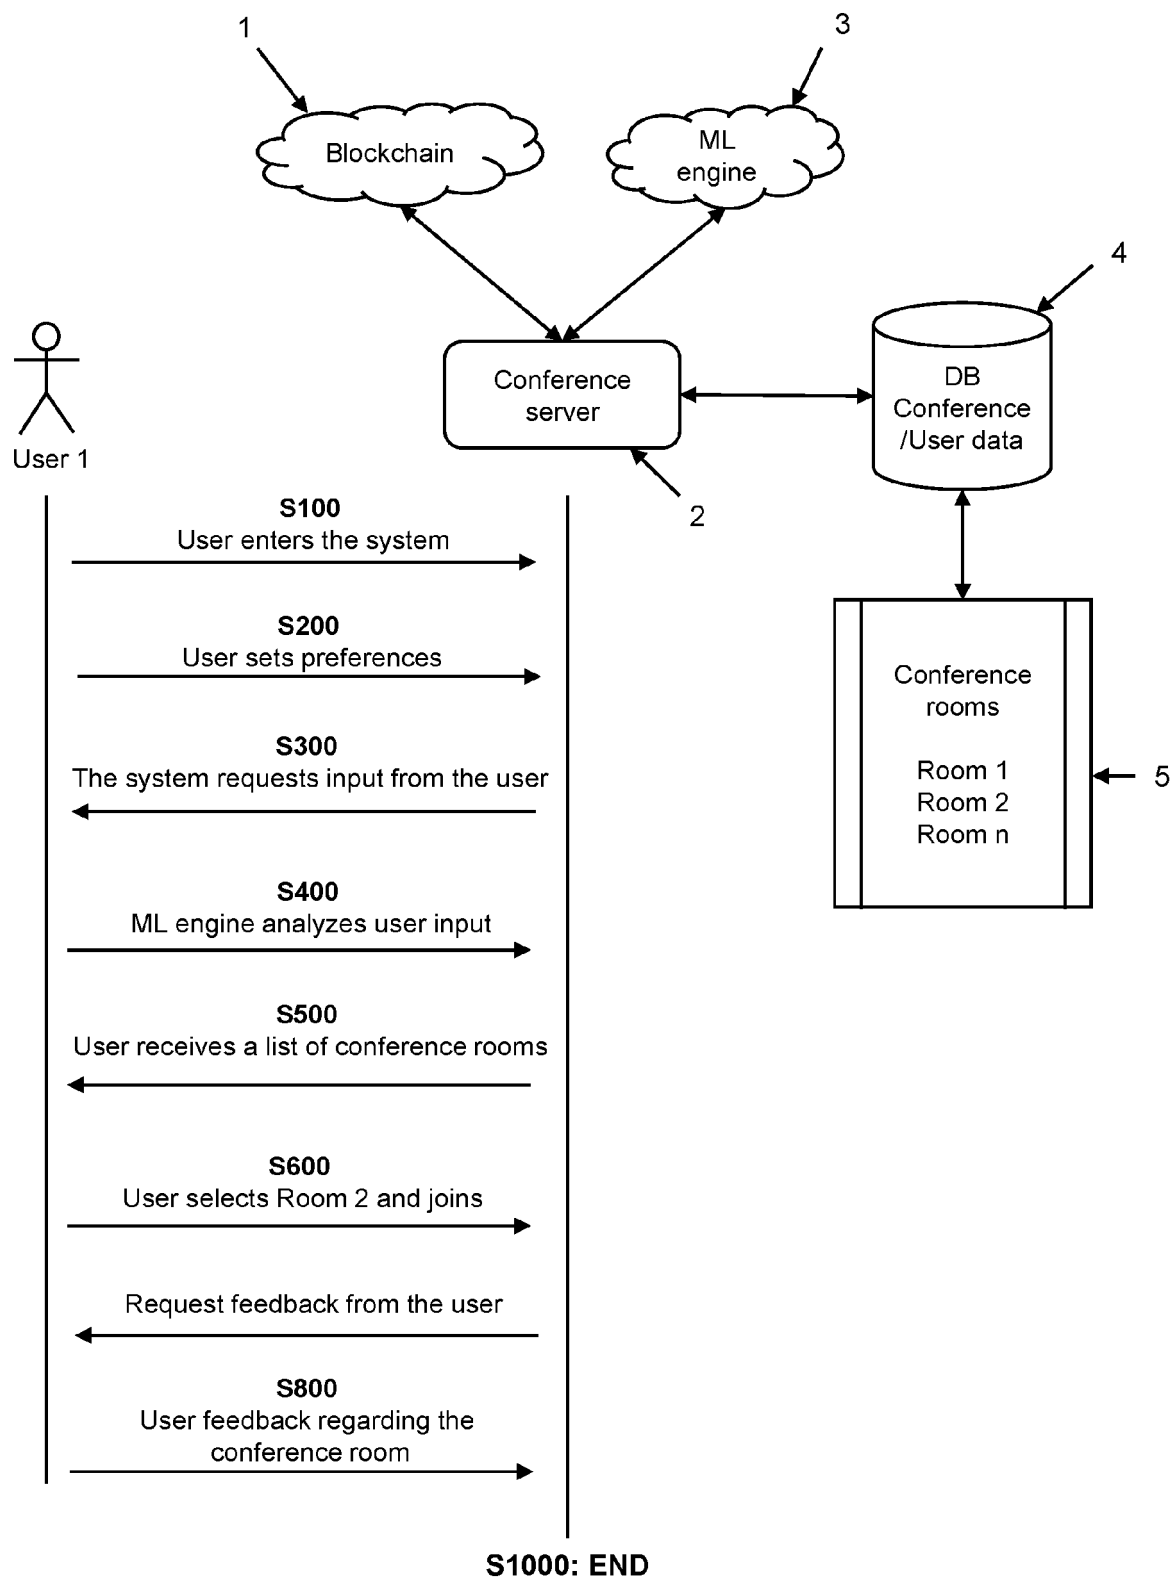 1
3
Blockchain
ML
engine
4
Conference
server
DB
Conference
/User data
User 1
2
S100
User enters the system
S200
User sets preferences
S300
The system requests input from the user
S400
ML engine analyzes user input
S500
User receives a list of conference rooms
S600
User selects Room 2 and joins
Request feedback from the user
S800
User feedback regarding the
conference room
Conference
rooms
Room 1
Room 2
Room n
5
S1000: END